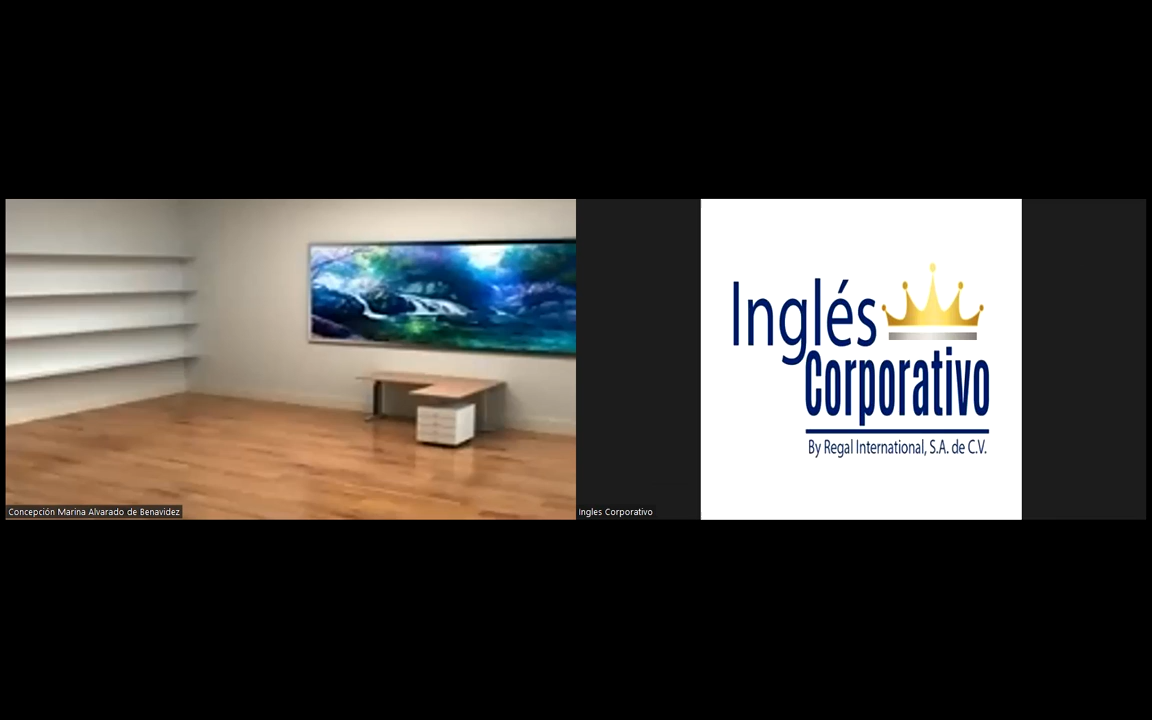 Inglés
Corporativo
By Regal International, S.A. de C.V.
Concepción Marina Alvarado de Benavidez
Ingles Corporativo